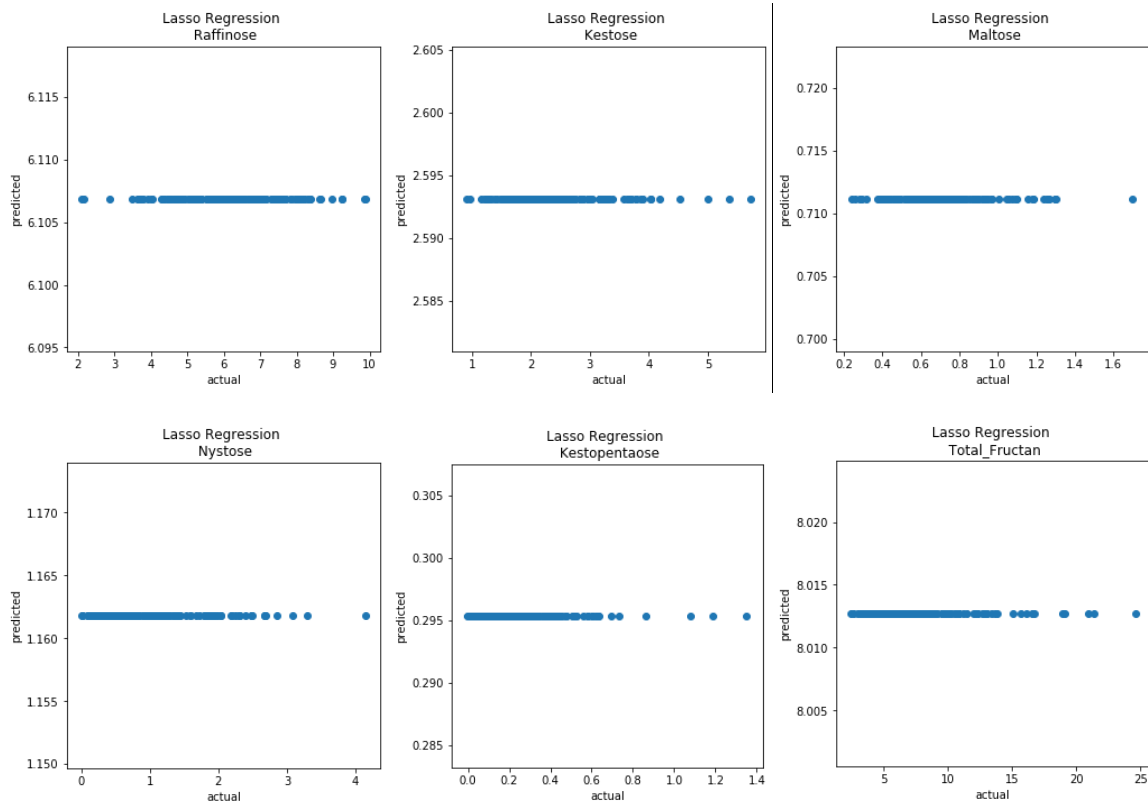 Lasso Regression
Raffinose
6.115
6.110
6.105
6.100
6.095
predicted
2 3 4 5 6 7 8 9 10
actual
Lasso Regression
Kestose
2.605
2.600
2.595
2.590
2.585
predicted
1 2 3 4 5
actual
Lasso Regression
Maltose
0.720
0.715
0.710
0.705
0.700
predicted
0.2 0.4 0.6 0.8 1.0 1.2 1.4 1.6
actual
Lasso Regression
Nystose
1.170
1.165
1.160
1.155
1.150
predicted
0 1 2 3 4
actual
Lasso Regression
Kestopentaose
0.305
0.300
0.295
0.290
0.285
predicted
0.0 0.2 0.4 0.6 0.8 1.0 1.2 1.4
actual
Lasso Regression
Total_Fructan
8.020
8.015
8.010
8.005
predicted
5 10 15 20 25
actual